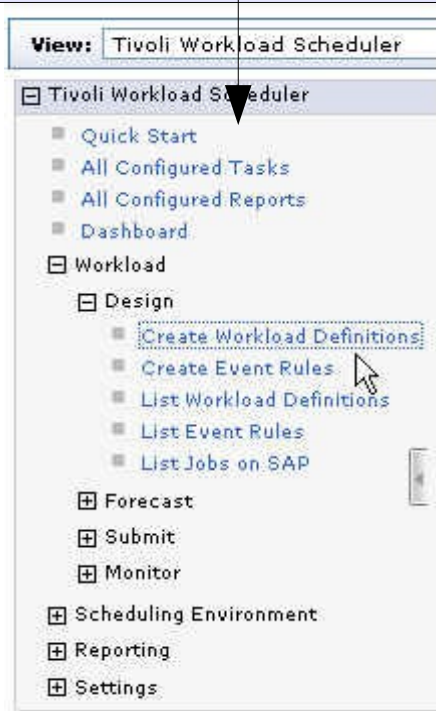 View: Tivoli Workload Scheduler
Tivoli Workload Scheduler
Quick Start
All Configured Tasks
All Configured Reports
Dashboard
Workload
Design
Create Workload Definitions
Create Event Rules
List Workload Definitions
List Event Rules
List Jobs on SAP
Forecast
Submit
Monitor
Scheduling Environment
Reporting
Settings